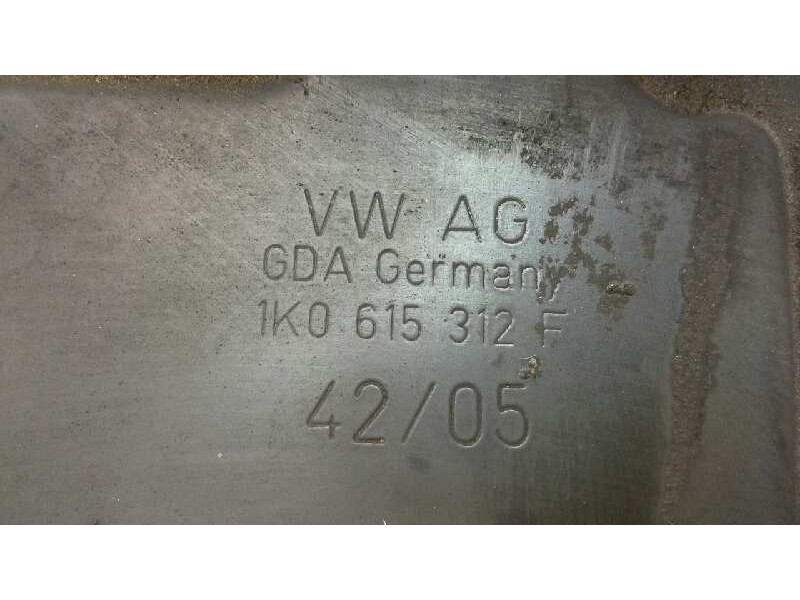 VW AG
GDA Germany
1K0 615 312 F
42/05